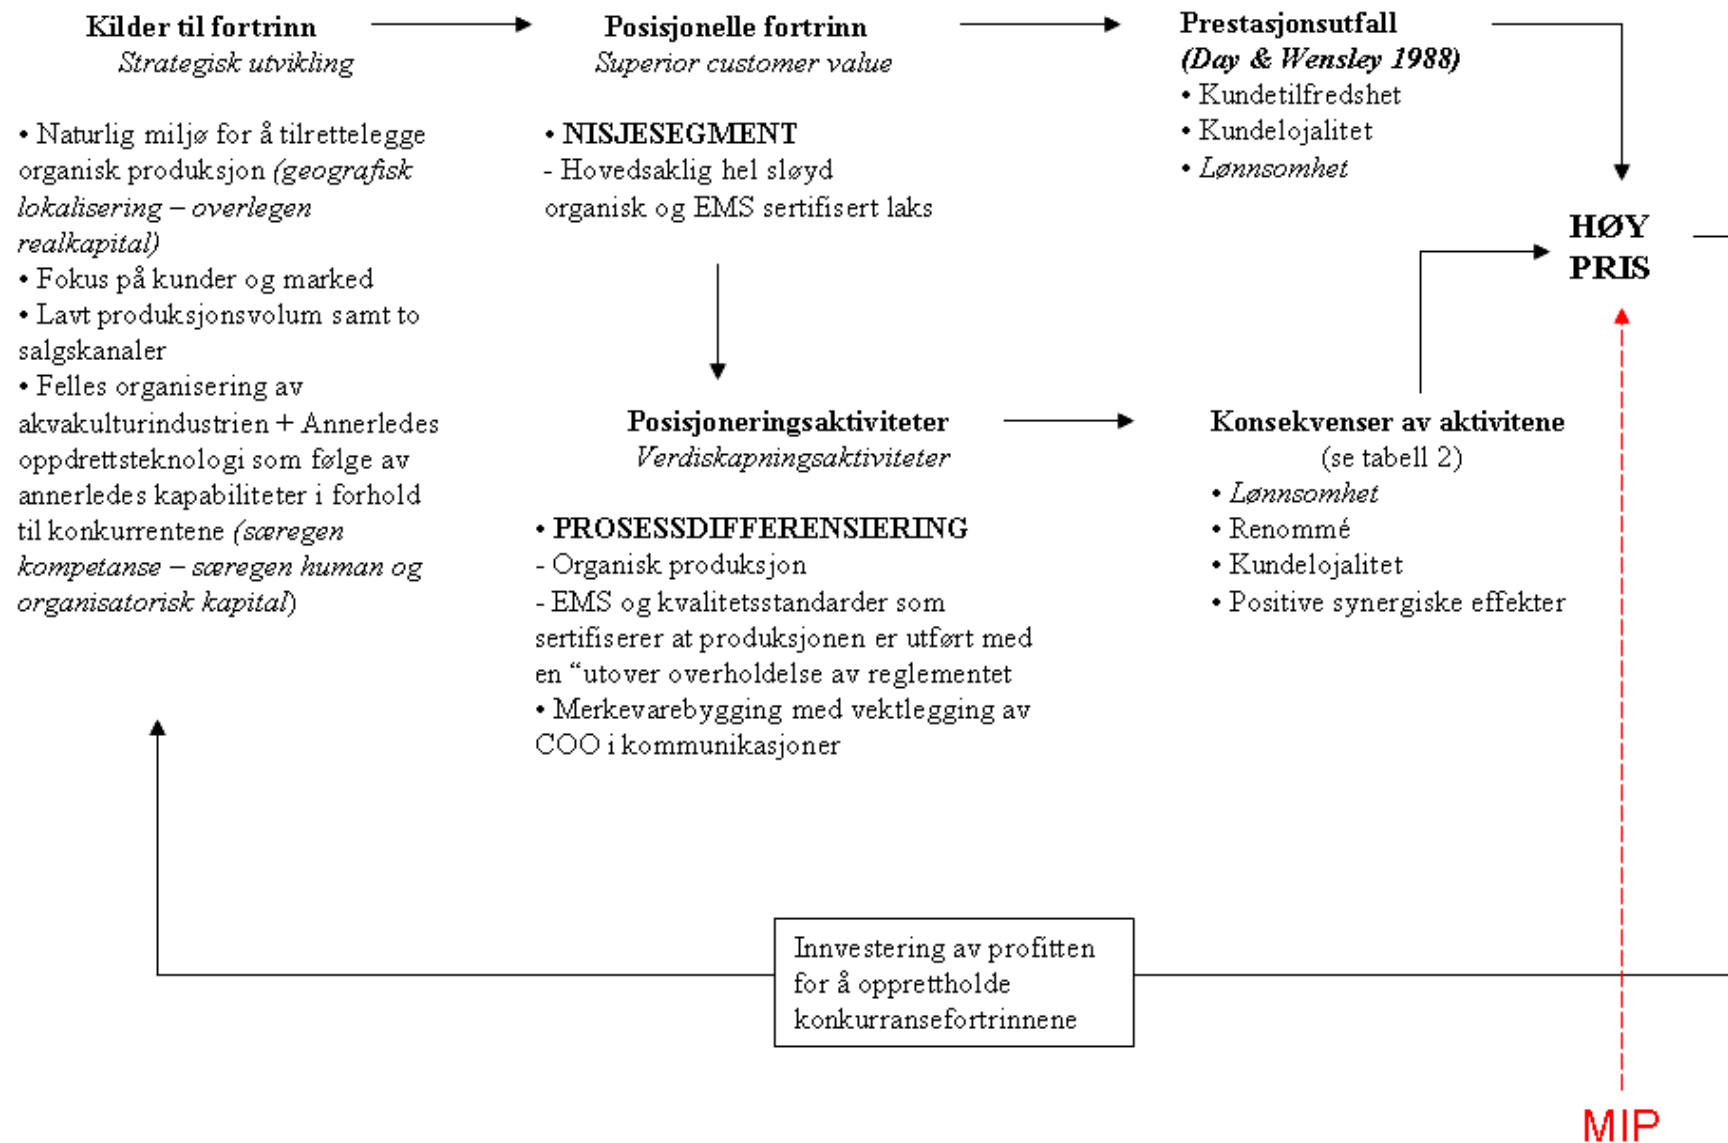 Kilder til fortrinn
Strategisk utvikling
• Naturlig miljø for å tilrettelegge
organisk produksjon (geografisk
lokalisering – overlegen
realkapital)
• Fokus på kunder og marked
• Lavt produksjonsvolum samt to
salgskanaler
• Felles organisering av
akvakulturindustrien + Annerledes
oppdrettsteknologi som følge av
annerledes kapabiliteter i forhold
til konkurrentene (særegen
kompetanse – særegen human og
organisatorisk kapital)
Posisjonelle fortrinn
Superior customer value
• NISJESEGMENT
- Hovedsaklig hel sløyd
organisk og EMS sertifisert laks
Posisjoneringsaktiviteter
Verdiskapningsaktiviteter
• PROSESSDIFFERENSIERING
- Organisk produksjon
- EMS og kvalitetsstandarder som
sertifiserer at produksjonen er utført med
en “utover overholdelse av reglementet
• Merkevarebygging med vektlegging av
COO i kommunikasjoner
Prestasjonsutfall
(Day & Wensley 1988)
• Kundetilfredshet
• Kundelojalitet
• Lønnsomhet
HØY
PRIS
Konsekvenser av aktivitene
(se tabell 2)
• Lønnsomhet
• Renommé
• Kundelojalitet
• Positive synergiske effekter
Innvestering av profitten
for å opprettholde
konkurransefortrinnene
MIP